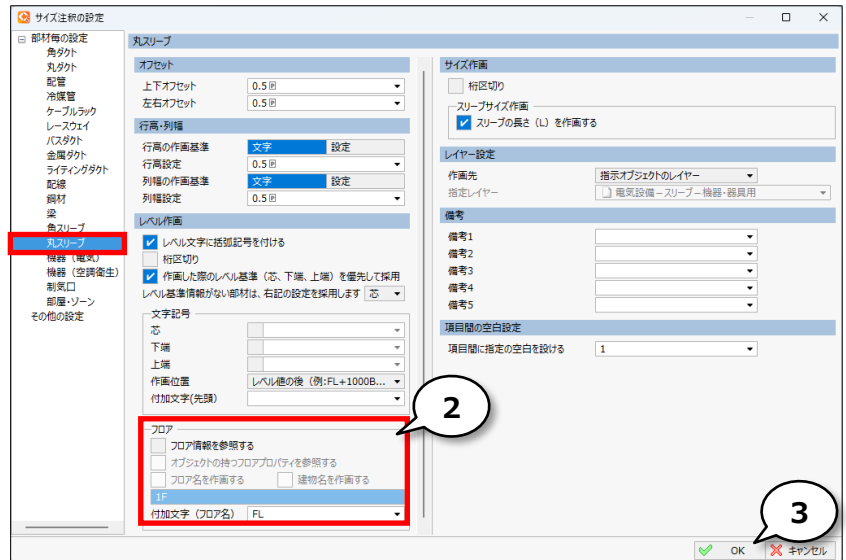 サイズ注釈の設定
部材毎の設定
角ダクト
丸ダクト
配管
冷媒管
ケーブルラック
レースウェイ
バスダクト
金属ダクト
ライティングダクト
配線
鋼材
梁
角スリーブ
丸スリーブ
機器（電気）
機器（空調衛生）
制気口
部屋・ゾーン
その他の設定
丸スリーブ
オフセット
上下オフセット 0.5
左右オフセット 0.5
行高・列幅
行高の作画基準 文字 設定
行高設定 0.5
列幅の作画基準 文字 設定
列幅設定 0.5
レベル作画
レベル文字に括弧記号を付ける
桁区切り
作画した際のレベル基準（芯、下端、上端）を優先して採用
レベル基準情報がない部材は、右記の設定を採用します 芯
文字記号
芯
下端
上端
作画位置 レベル値の後（例:FL+1000B...
付加文字(先頭)
フロア
フロア情報を参照する
オブジェクトの持つフロアプロパティを参照する
フロア名を作画する 建物名を作画する
1F
付加文字（フロア名） FL
2
サイズ作画
桁区切り
スリーブサイズ作画
スリーブの長さ（L）を作画する
レイヤー設定
作画先 指示オブジェクトのレイヤー
指定レイヤー 電気設備－スリーブ－機器・器具用
備考
備考1
備考2
備考3
備考4
備考5
項目間の空白設定
項目間に指定の空白を設ける 1
3
OK キャンセル